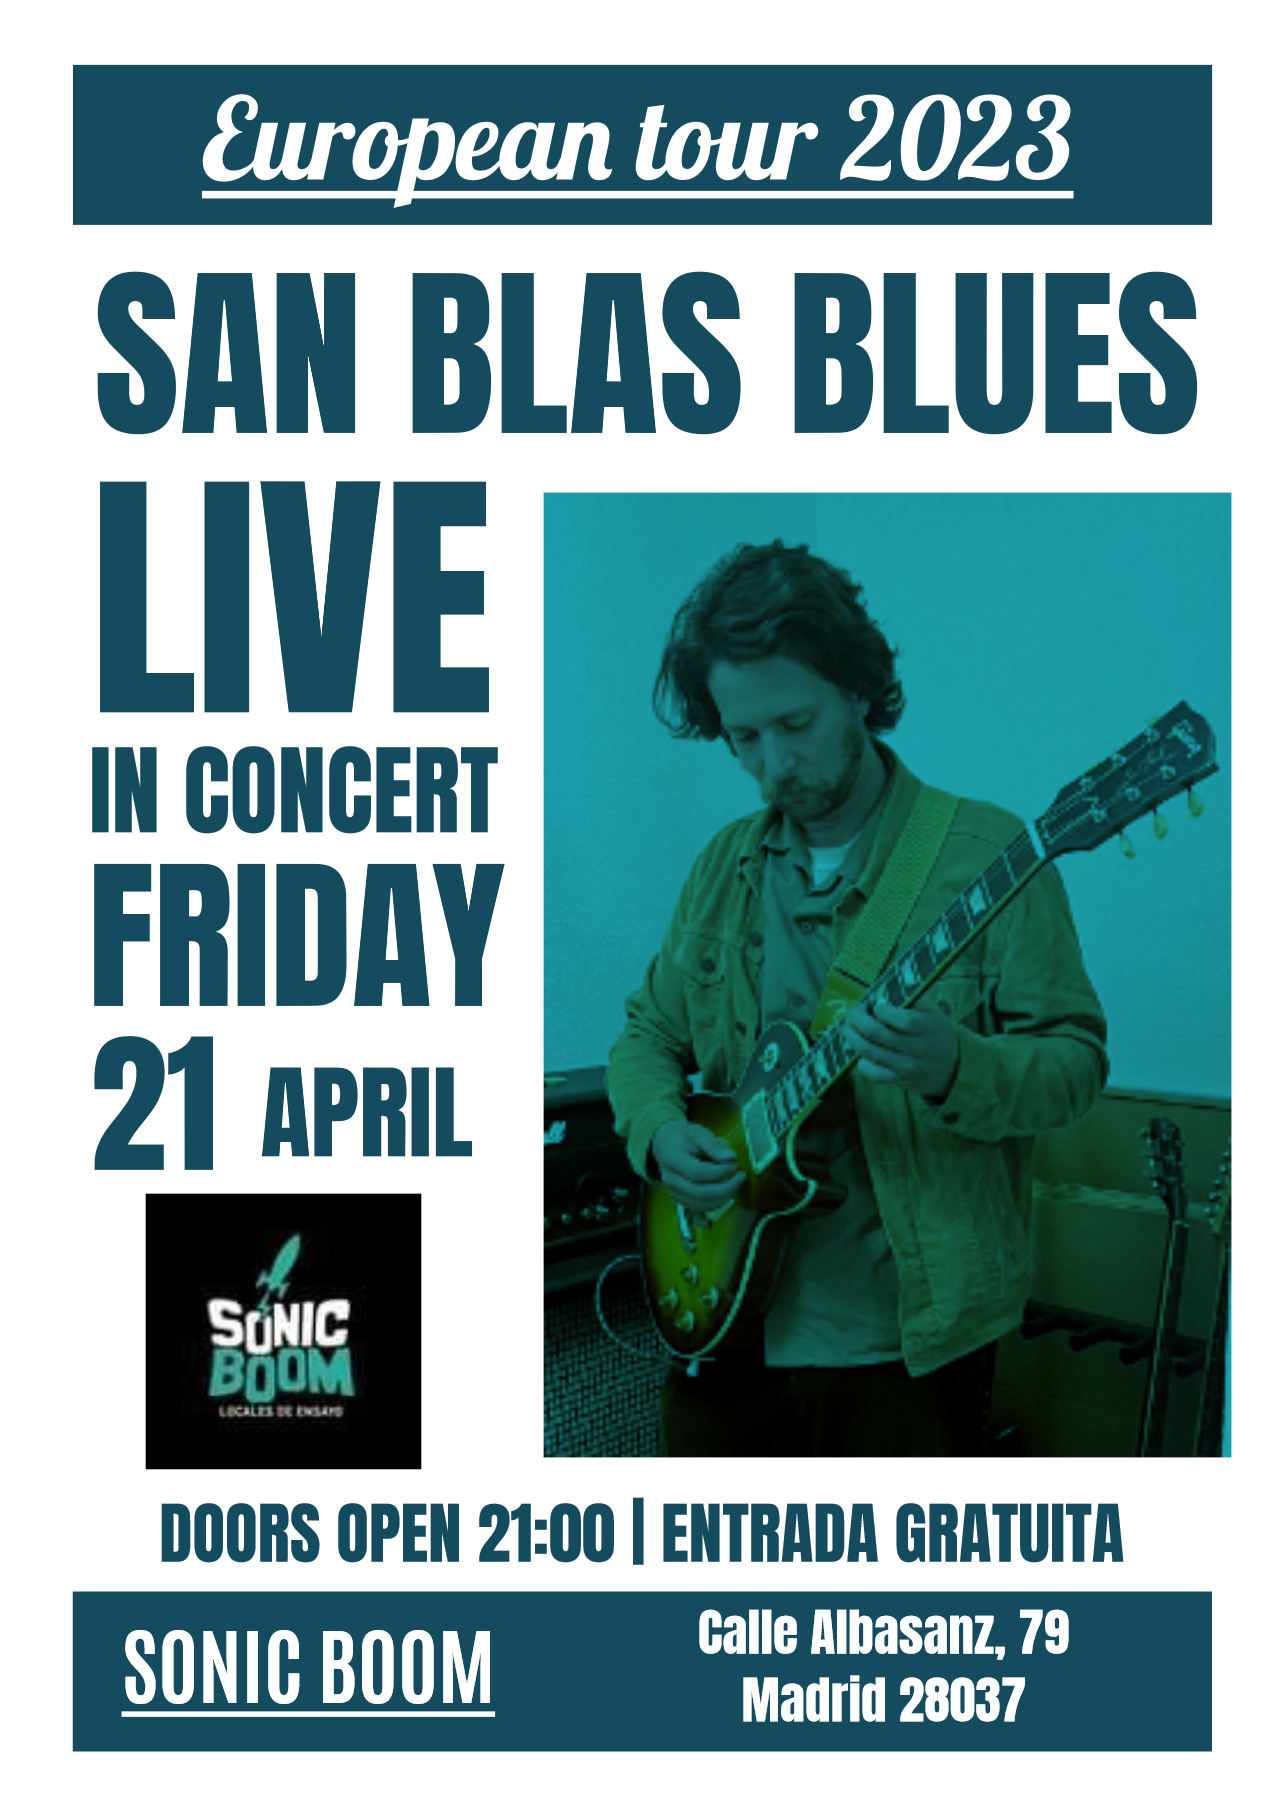 European tour 2023
SAN BLAS BLUES
LIVE
IN CONCERT
FRIDAY
21 APRIL
SONIC
BOOM
LOCALES DE ENSAYO
DOORS OPEN 21:00 | ENTRADA GRATUITA
SONIC BOOM
Calle Albasanz, 79
Madrid 28037